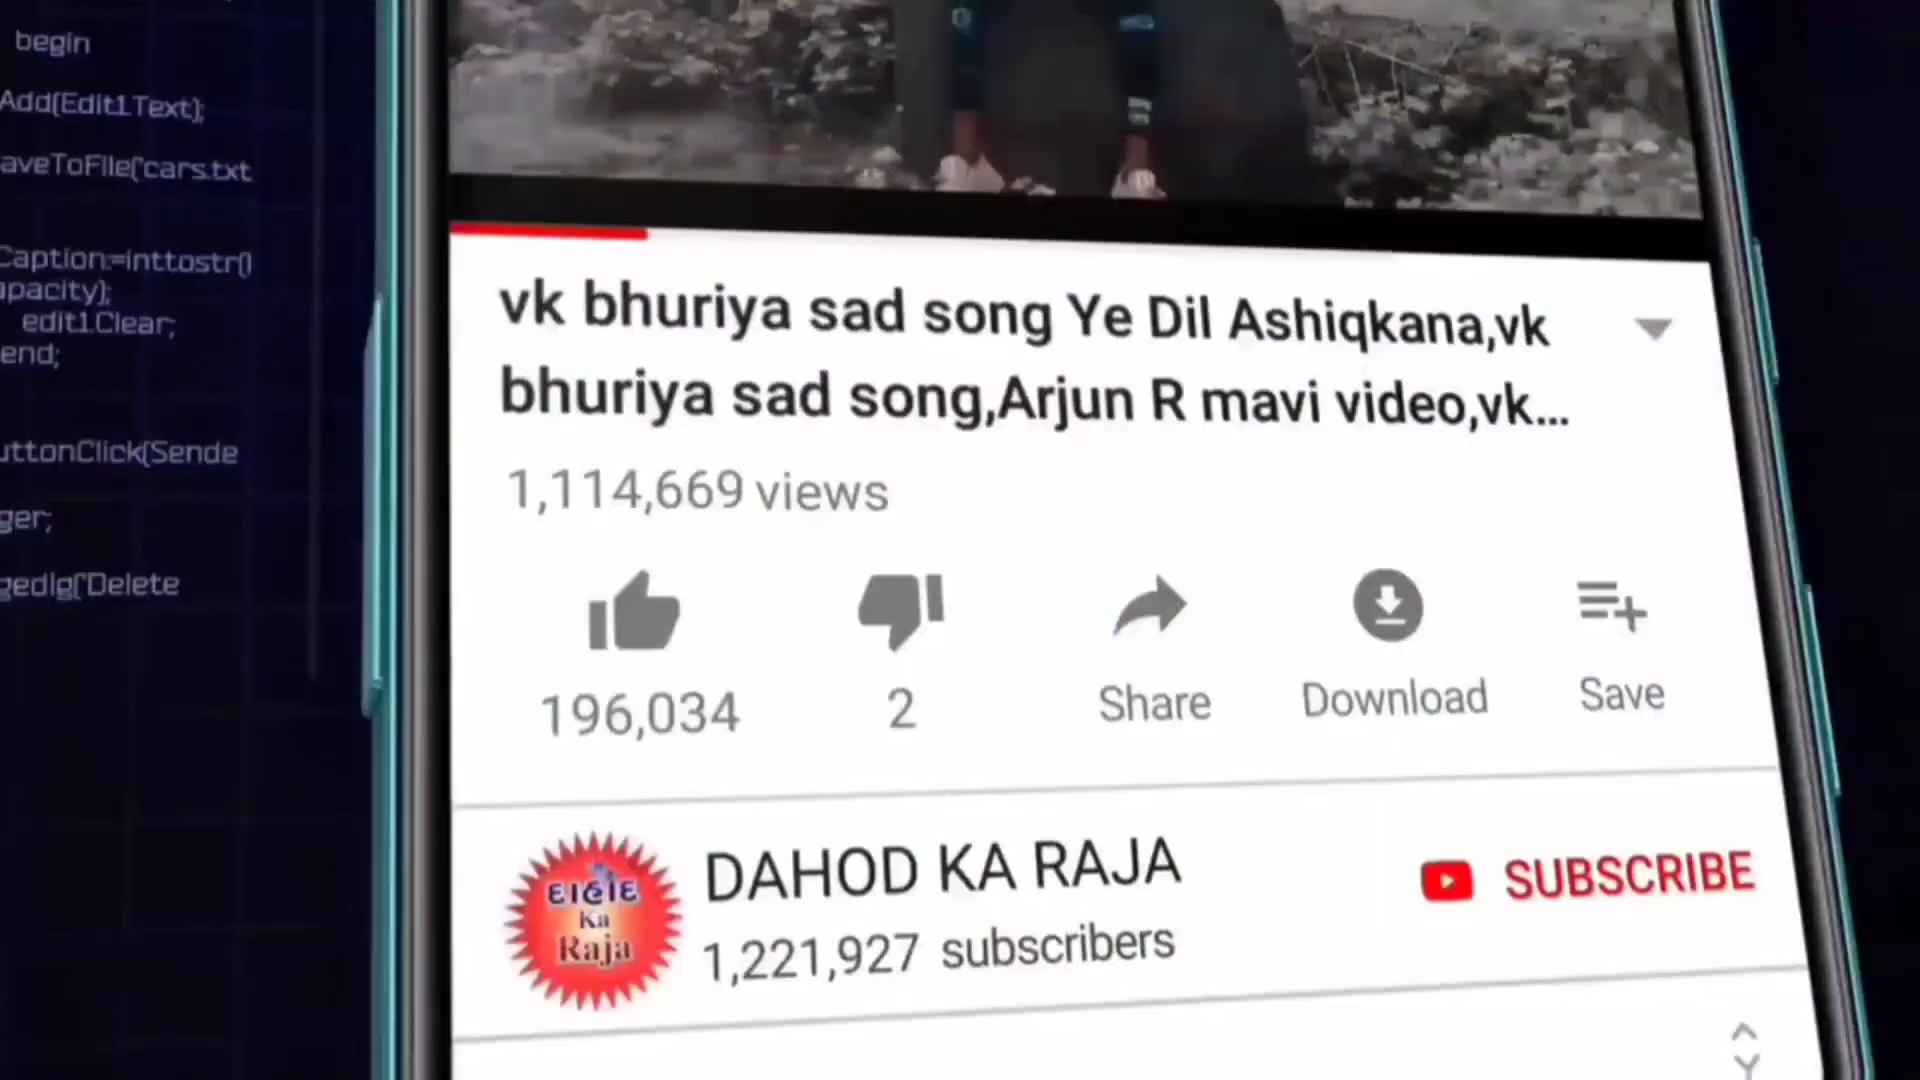 begin
Add(Edit1.Text);
aveToFile('cars.txt
Caption:=inttostr(l
apacity);
edit1.Clear;
end;
uttonClick(Sende
ger;
gedlg('Delete
vk bhuriya sad song Ye Dil Ashiqkana,vk
bhuriya sad song,Arjun R mavi video,vk...
1,114,669 views
196,034
2
Share
Download
Save
દાહોદ
Ka
Raja
DAHOD KA RAJA
1,221,927 subscribers
SUBSCRIBE